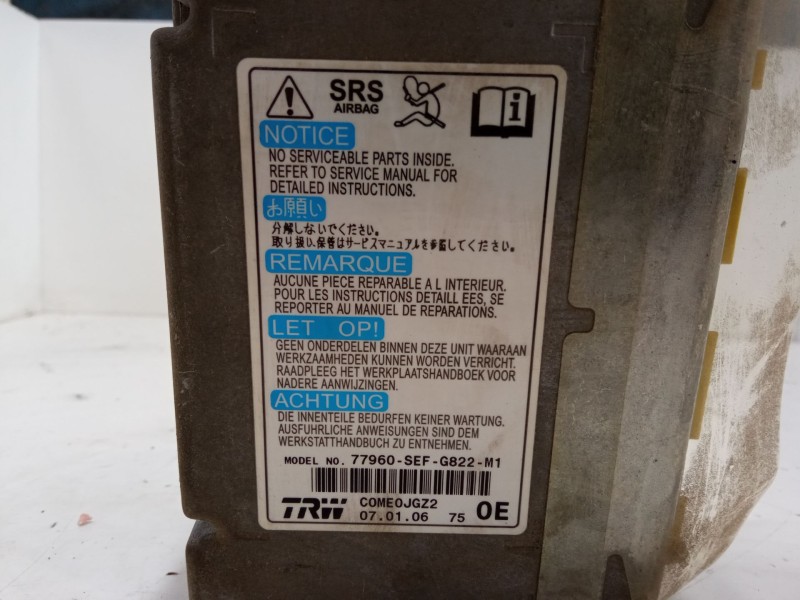 SRS
AIRBAG
i
NOTICE
NO SERVICEABLE PARTS INSIDE.
REFER TO SERVICE MANUAL FOR
DETAILED INSTRUCTIONS.
お願い
分解しないでください。
取り扱い、保管はサービスマニュアルを参照してください。
REMARQUE
AUCUNE PIECE REPARABLE A L INTERIEUR.
POUR LES INSTRUCTIONS DETAILL EES, SE
REPORTER AU MANUEL DE REPARATIONS.
LET OP!
GEEN ONDERDELEN BINNEN DEZE UNIT WAARAAN
WERKZAAMHEDEN KUNNEN WORDEN VERRICHT.
RAADPLEEG HET WERKPLAATSHANDBOEK VOOR
NADERE AANWIJZINGEN.
ACHTUNG
DIE INNENTEILE BEDURFEN KEINER WARTUNG.
AUSFUHRLICHE ANWEISUNGEN SIND DEM
WERKSTATTHANDBUCH ZU ENTNEHMEN.
MODEL NO. 77960-SEF-G822-M1
TRW COME0JGZ2
07.01.06 75 0E